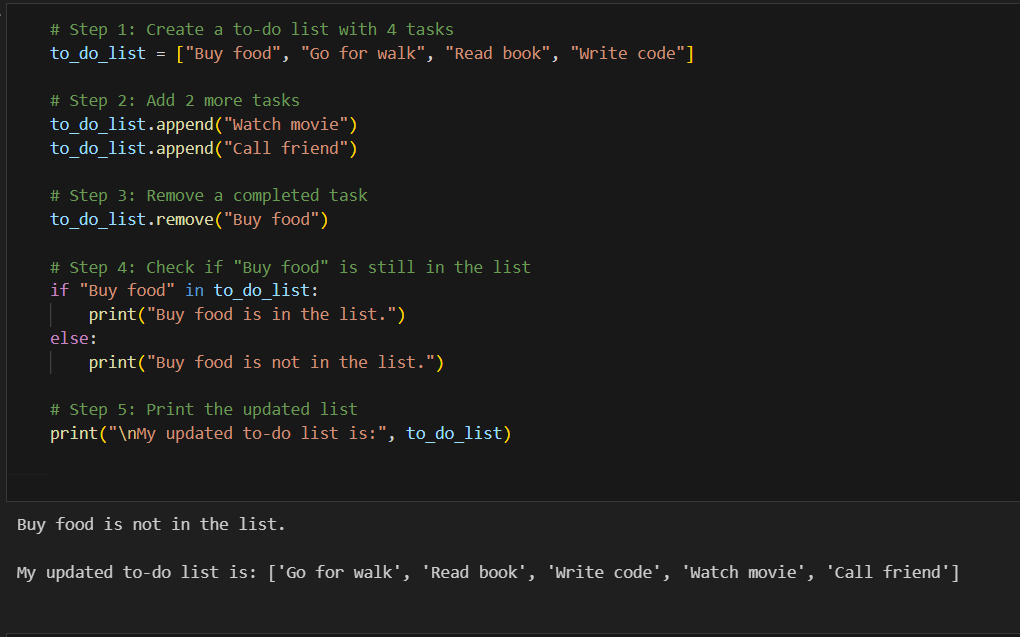 # Step 1: Create a to-do list with 4 tasks
to_do_list = ["Buy food", "Go for walk", "Read book", "Write code"]
# Step 2: Add 2 more tasks
to_do_list.append("Watch movie")
to_do_list.append("Call friend")
# Step 3: Remove a completed task
to_do_list.remove("Buy food")
# Step 4: Check if "Buy food" is still in the list
if "Buy food" in to_do_list:
    print("Buy food is in the list.")
else:
    print("Buy food is not in the list.")
# Step 5: Print the updated list
print("\nMy updated to-do list is:", to_do_list)
Buy food is not in the list.
My updated to-do list is: ['Go for walk', 'Read book', 'Write code', 'Watch movie', 'Call friend']